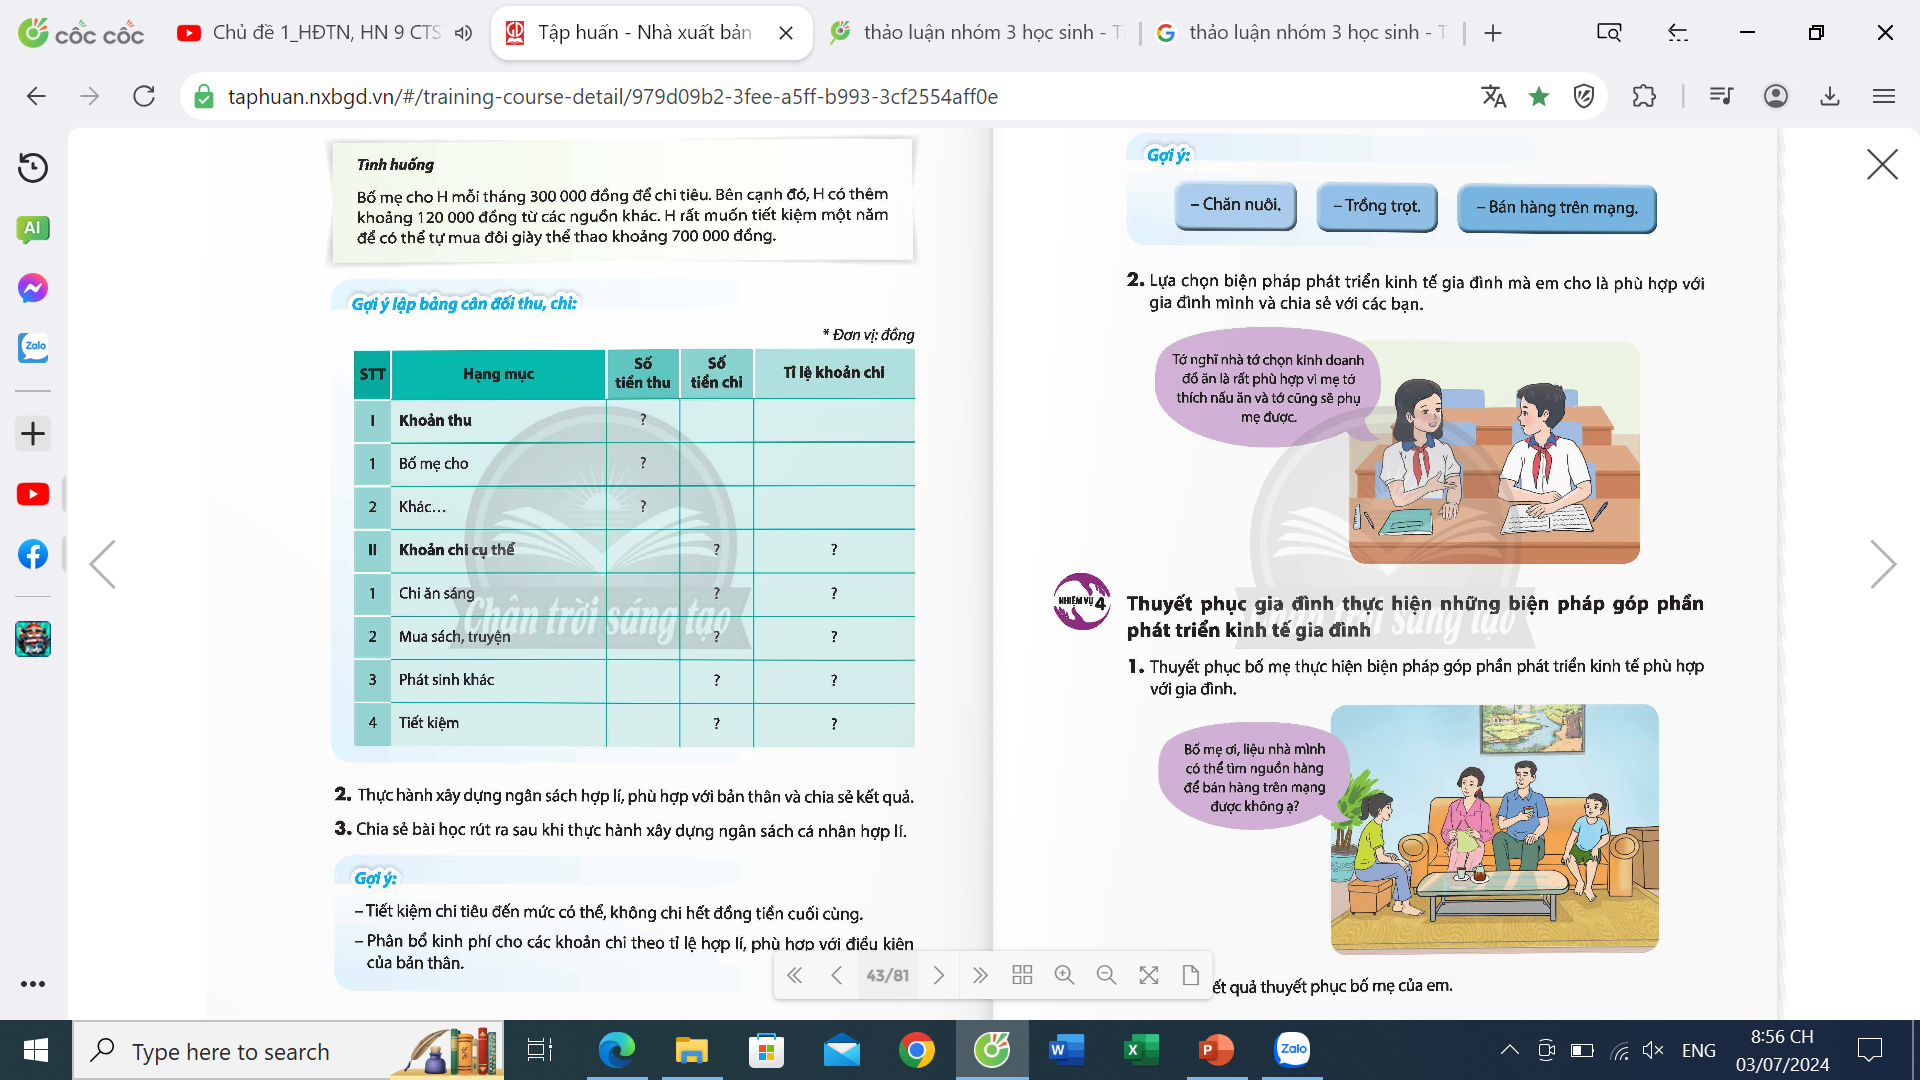 cốc cốc
Chủ đề 1_HĐTN, HN 9 CTS
Tập huấn - Nhà xuất bản
thảo luận nhóm 3 học sinh - T
thảo luận nhóm 3 học sinh - T
taphuan.nxbgd.vn/#/training-course-detail/979d09b2-3fee-a5ff-b993-3cf2554aff0e
AI
Zalo
Tình huống
Bố mẹ cho H mỗi tháng 300 000 đồng để chi tiêu. Bên cạnh đó, H có thêm
khoảng 120 000 đồng từ các nguồn khác. H rất muốn tiết kiệm một năm
để có thể tự mua đôi giày thể thao khoảng 700 000 đồng.
Gợi ý lập bảng cân đối thu, chi:
* Đơn vị: đồng
STT Hạng mục Số tiền thu Số tiền chi Tỉ lệ khoản chi
I Khoản thu ?
1 Bố mẹ cho ?
2 Khác... ?
II Khoản chi cụ thể ? ?
1 Chi ăn sáng ? ?
2 Mua sách, truyện ? ?
3 Phát sinh khác ? ?
4 Tiết kiệm ? ?
Chân trời sáng tạo
2. Thực hành xây dựng ngân sách hợp lí, phù hợp với bản thân và chia sẻ kết quả.
3. Chia sẻ bài học rút ra sau khi thực hành xây dựng ngân sách cá nhân hợp lí.
Gợi ý:
– Tiết kiệm chi tiêu đến mức có thể, không chi hết đồng tiền cuối cùng.
– Phân bổ kinh phí cho các khoản chi theo tỉ lệ hợp lí, phù hợp với điều kiện
của bản thân.
Gợi ý:
– Chăn nuôi.
– Trồng trọt.
– Bán hàng trên mạng.
2. Lựa chọn biện pháp phát triển kinh tế gia đình mà em cho là phù hợp với
gia đình mình và chia sẻ với các bạn.
Tớ nghĩ nhà tớ chọn kinh doanh
đồ ăn là rất phù hợp vì mẹ tớ
thích nấu ăn và tớ cũng sẽ phụ
mẹ được.
NHIỆM VỤ 4
Thuyết phục gia đình thực hiện những biện pháp góp phần
phát triển kinh tế gia đình
Chân trời sáng tạo
1. Thuyết phục bố mẹ thực hiện biện pháp góp phần phát triển kinh tế phù hợp
với gia đình.
Bố mẹ ơi, liệu nhà mình
có thể tìm nguồn hàng
để bán hàng trên mạng
được không ạ?
ết quả thuyết phục bố mẹ của em.
43/81
Type here to search
Zalo
ENG
8:56 CH
03/07/2024